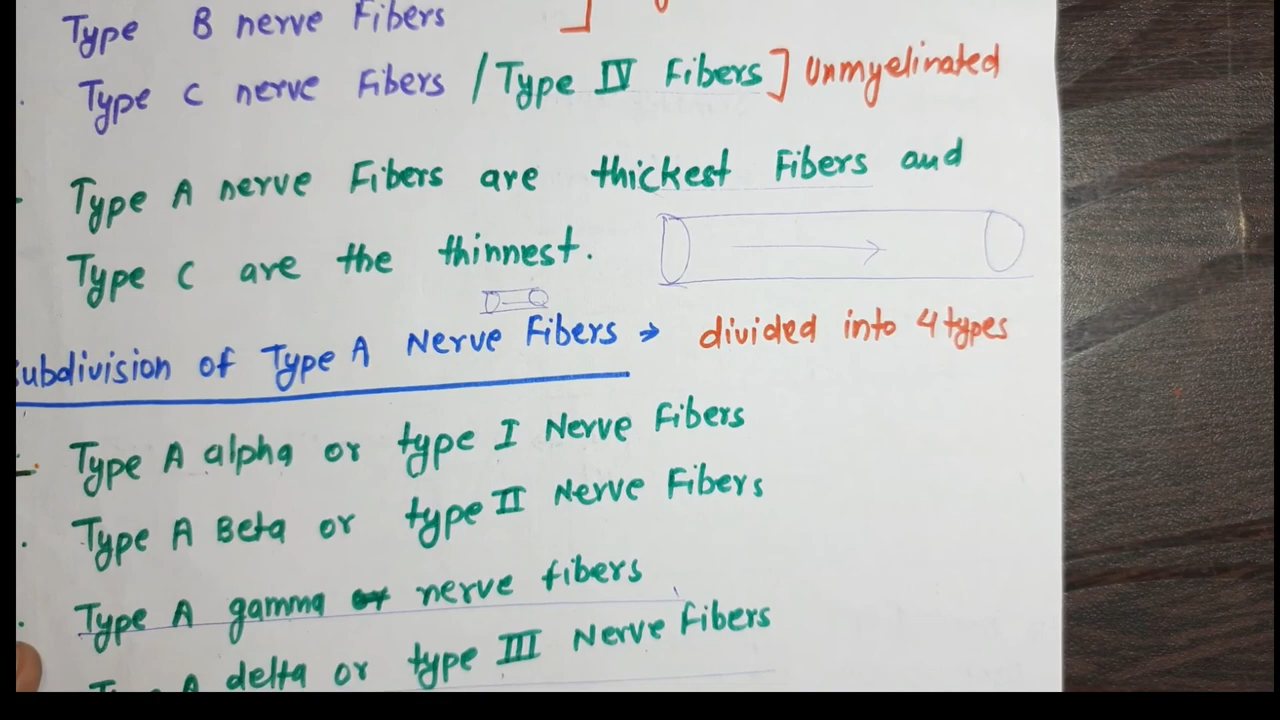 Type B nerve Fibers ]
. Type C nerve Fibers / Type IV Fibers ] Unmyelinated
- Type A nerve Fibers are thickest Fibers and
Type C are the thinnest.
Subdivision of Type A Nerve Fibers → divided into 4 types
- Type A alpha or type I Nerve Fibers
. Type A Beta or type II Nerve Fibers
. Type A gamma nerve fibers
Type A delta or type III Nerve Fibers